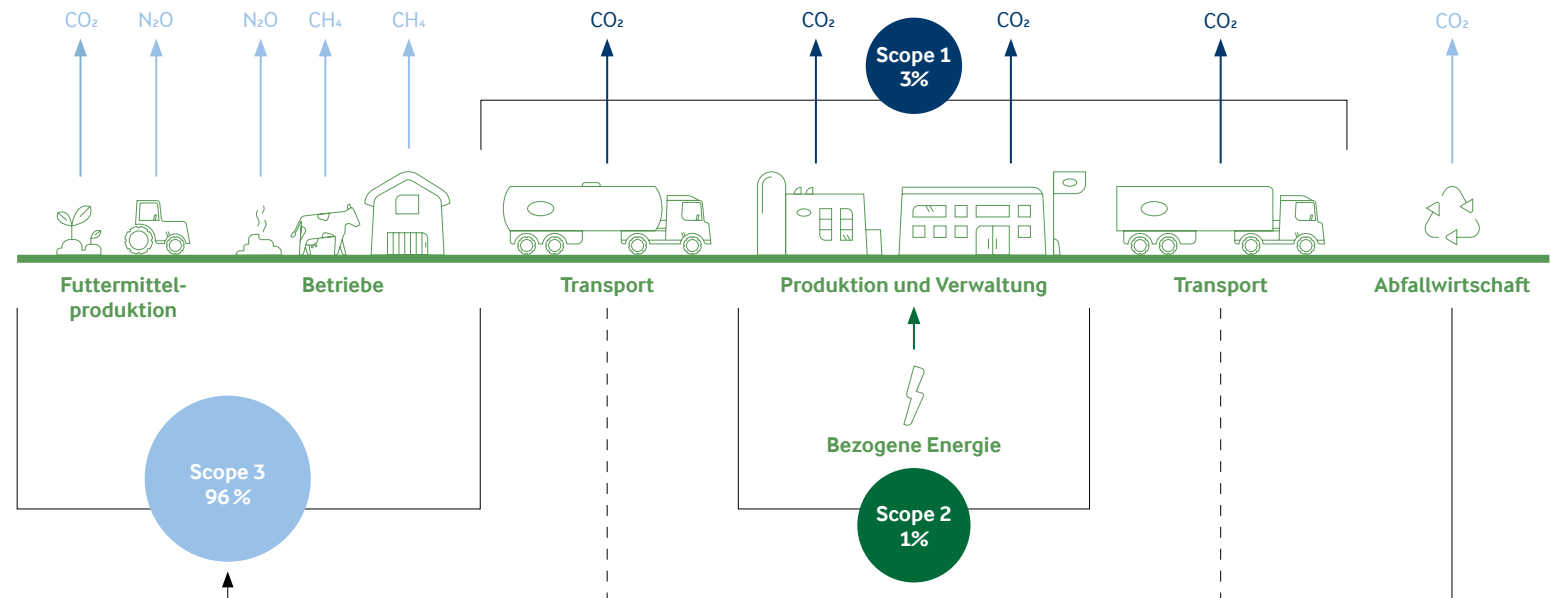 CO₂
N₂O
N₂O
CH₄
CH₄
CO₂
CO₂
CO₂
CO₂
CO₂
Scope 1
3%
Futtermittel-
produktion
Betriebe
Transport
Produktion und Verwaltung
Transport
Abfallwirtschaft
Bezogene Energie
Scope 3
96 %
Scope 2
1%